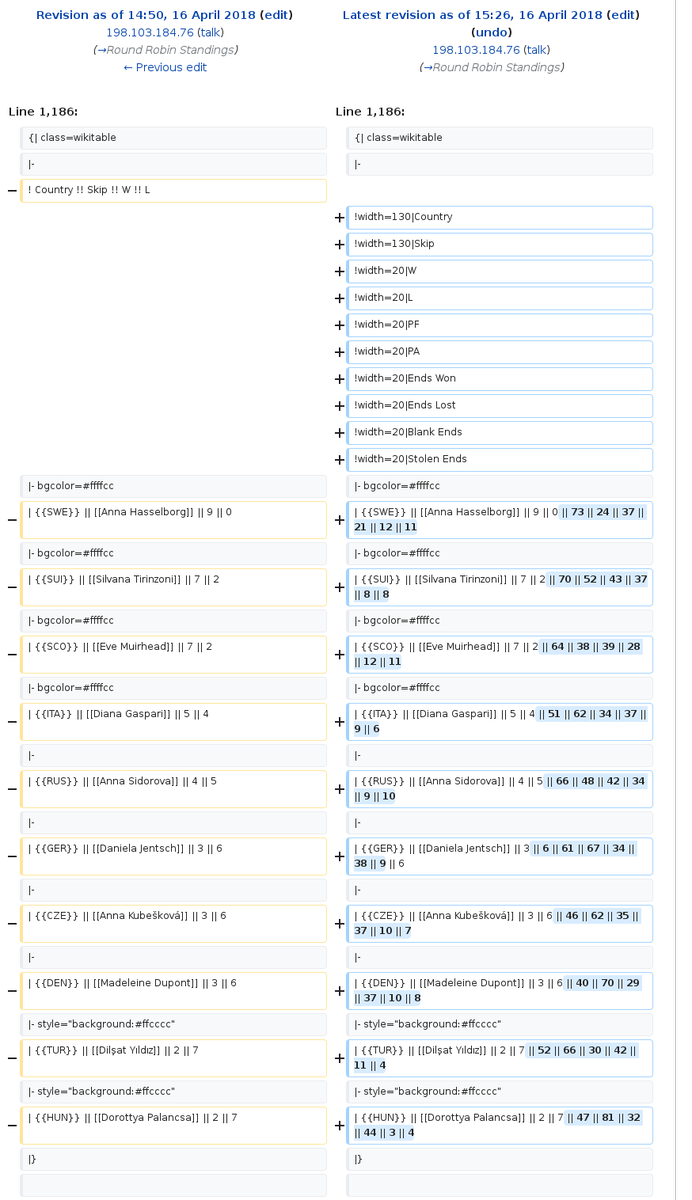 Revision as of 14:50, 16 April 2018 (edit)
198.103.184.76 (talk)
(→Round Robin Standings)
← Previous edit
Latest revision as of 15:26, 16 April 2018 (edit)
(undo)
198.103.184.76 (talk)
(→Round Robin Standings)
Line 1,186:
Line 1,186:
{| class=wikitable
{| class=wikitable
|-
|-
− ! Country !! Skip !! W !! L
+ !width=130|Country
+ !width=130|Skip
+ !width=20|W
+ !width=20|L
+ !width=20|PF
+ !width=20|PA
+ !width=20|Ends Won
+ !width=20|Ends Lost
+ !width=20|Blank Ends
+ !width=20|Stolen Ends
|- bgcolor=#ffffcc
|- bgcolor=#ffffcc
− | {{SWE}} || [[Anna Hasselborg]] || 9 || 0
+ | {{SWE}} || [[Anna Hasselborg]] || 9 || 0 || 73 || 24 || 37 ||
21 || 12 || 11
|- bgcolor=#ffffcc
|- bgcolor=#ffffcc
− | {{SUI}} || [[Silvana Tirinzoni]] || 7 || 2
+ | {{SUI}} || [[Silvana Tirinzoni]] || 7 || 2 || 70 || 52 || 43 || 37
|| 8 || 8
|- bgcolor=#ffffcc
|- bgcolor=#ffffcc
− | {{SCO}} || [[Eve Muirhead]] || 7 || 2
+ | {{SCO}} || [[Eve Muirhead]] || 7 || 2 || 64 || 38 || 39 || 28
|| 12 || 11
|- bgcolor=#ffffcc
|- bgcolor=#ffffcc
− | {{ITA}} || [[Diana Gaspari]] || 5 || 4
+ | {{ITA}} || [[Diana Gaspari]] || 5 || 4 || 51 || 62 || 34 || 37 ||
9 || 6
|-
|-
− | {{RUS}} || [[Anna Sidorova]] || 4 || 5
+ | {{RUS}} || [[Anna Sidorova]] || 4 || 5 || 66 || 48 || 42 || 34
|| 9 || 10
|-
|-
− | {{GER}} || [[Daniela Jentsch]] || 3 || 6
+ | {{GER}} || [[Daniela Jentsch]] || 3 || 6 || 61 || 67 || 34 ||
38 || 9 || 6
|-
|-
− | {{CZE}} || [[Anna Kubešková]] || 3 || 6
+ | {{CZE}} || [[Anna Kubešková]] || 3 || 6 || 46 || 62 || 35 ||
37 || 10 || 7
|-
|-
− | {{DEN}} || [[Madeleine Dupont]] || 3 || 6
+ | {{DEN}} || [[Madeleine Dupont]] || 3 || 6 || 40 || 70 || 29
|| 37 || 10 || 8
|- style="background:#ffcccc"
|- style="background:#ffcccc"
− | {{TUR}} || [[Dilşat Yıldız]] || 2 || 7
+ | {{TUR}} || [[Dilşat Yıldız]] || 2 || 7 || 52 || 66 || 30 || 42 ||
11 || 4
|- style="background:#ffcccc"
|- style="background:#ffcccc"
− | {{HUN}} || [[Dorottya Palancsa]] || 2 || 7
+ | {{HUN}} || [[Dorottya Palancsa]] || 2 || 7 || 47 || 81 || 32
|| 44 || 3 || 4
|}
|}